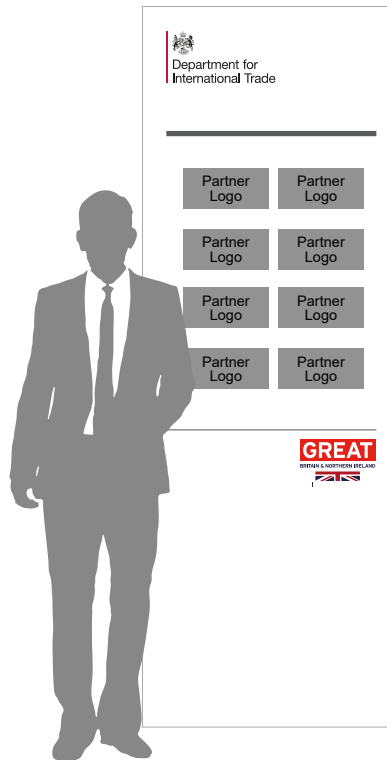 Department for
International Trade
Partner Logo Partner Logo
Partner Logo Partner Logo
Partner Logo Partner Logo
Partner Logo Partner Logo
GREAT
BRITAIN & NORTHERN IRELAND